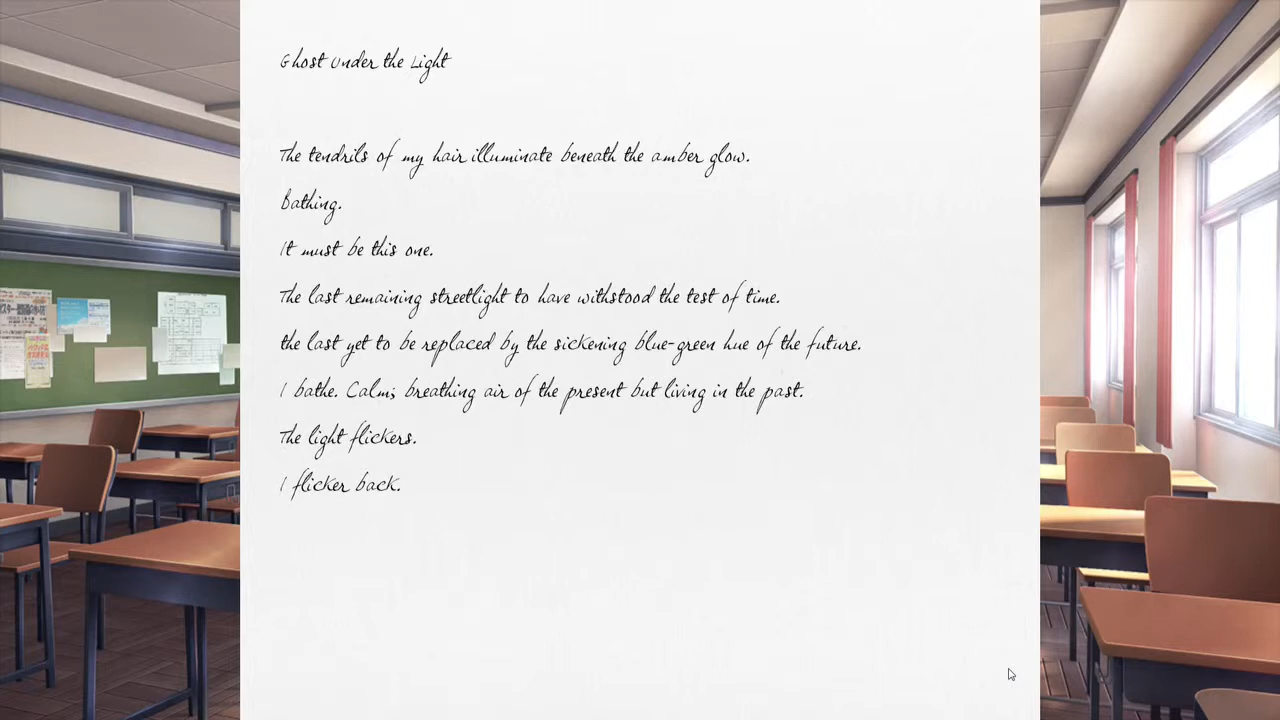 Ghost Under the Light
The tendrils of my hair illuminate beneath the amber glow.
Bathing.
It must be this one.
The last remaining streetlight to have withstood the test of time.
the last yet to be replaced by the sickening blue-green hue of the future.
I bathe. Calm; breathing air of the present but living in the past.
The light flickers.
I flicker back.